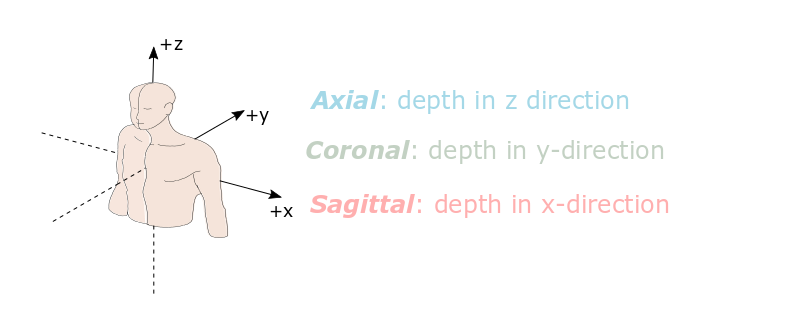 +z
Axial: depth in z direction
+y
Coronal: depth in y-direction
Sagittal: depth in x-direction
+x